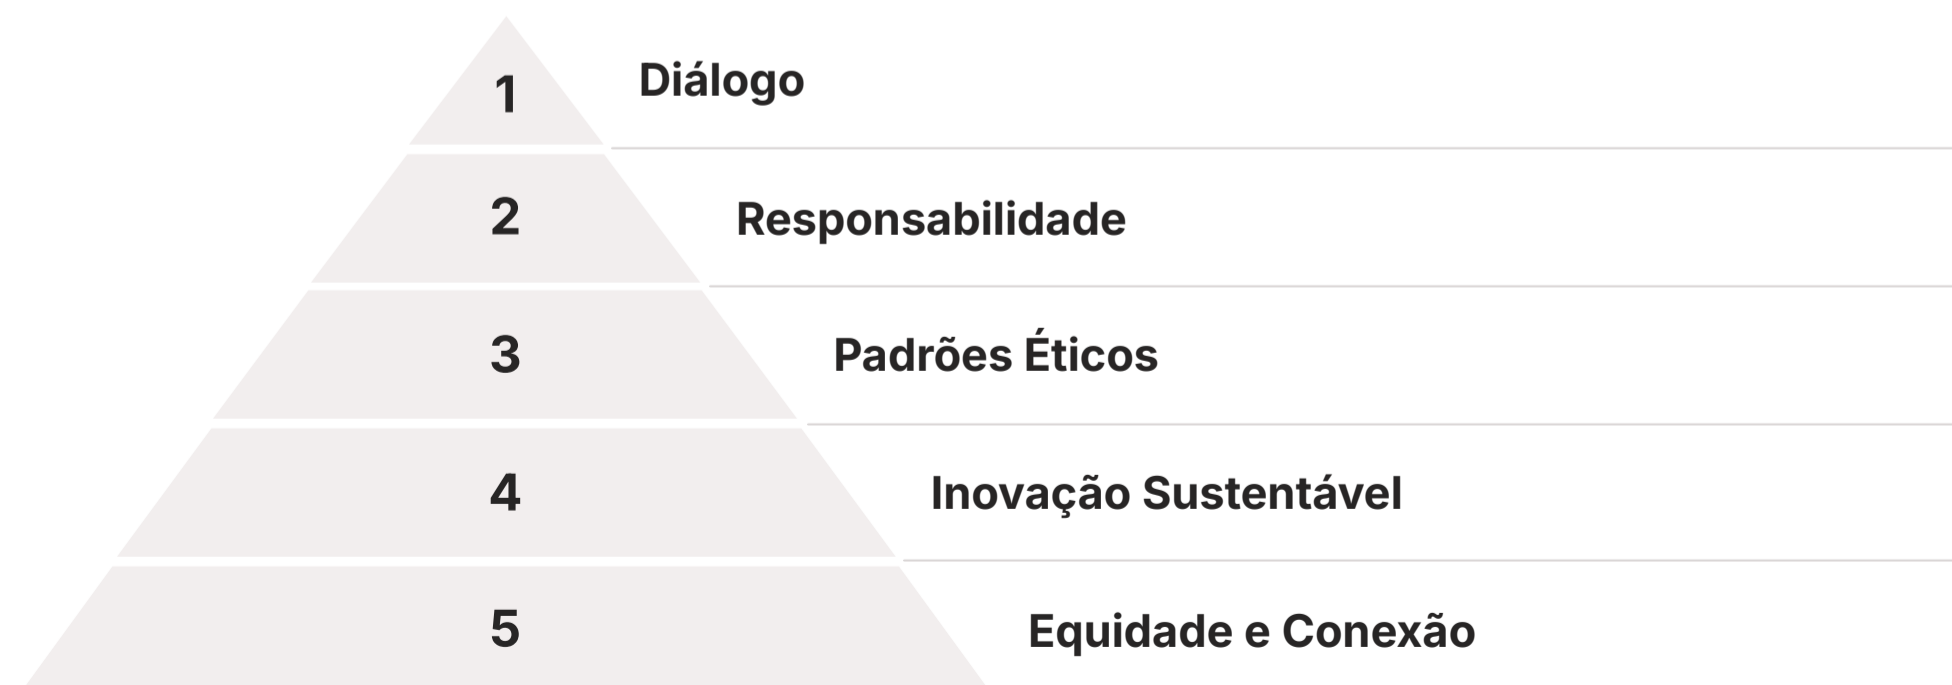 1 Diálogo
2 Responsabilidade
3 Padrões Éticos
4 Inovação Sustentável
5 Equidade e Conexão